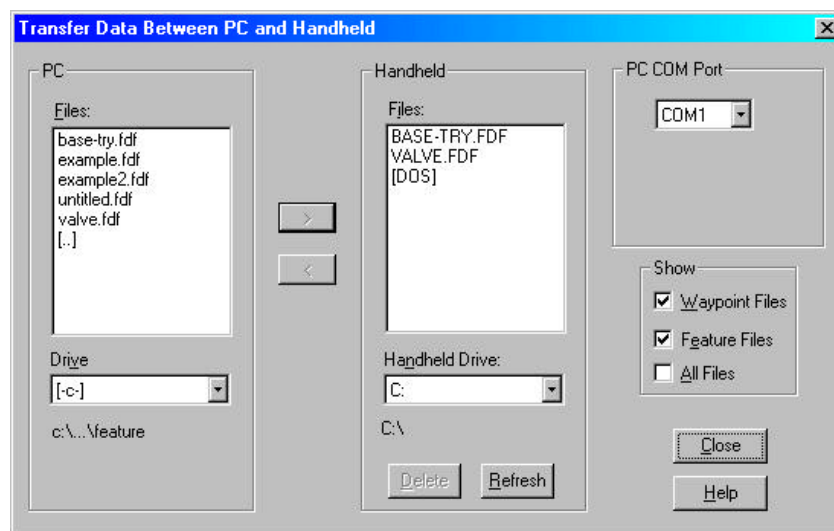 Transfer Data Between PC and Handheld
PC
Files:
base-try.fdf
example.fdf
example2.fdf
untitled.fdf
valve.fdf
[..]
Drive
[-c-]
c:\...\feature
>
<
Handheld
Files:
BASE-TRY.FDF
VALVE.FDF
[DOS]
Handheld Drive:
C:
C:\
Delete
Refresh
PC COM Port
COM1
Show
Waypoint Files
Feature Files
All Files
Close
Help